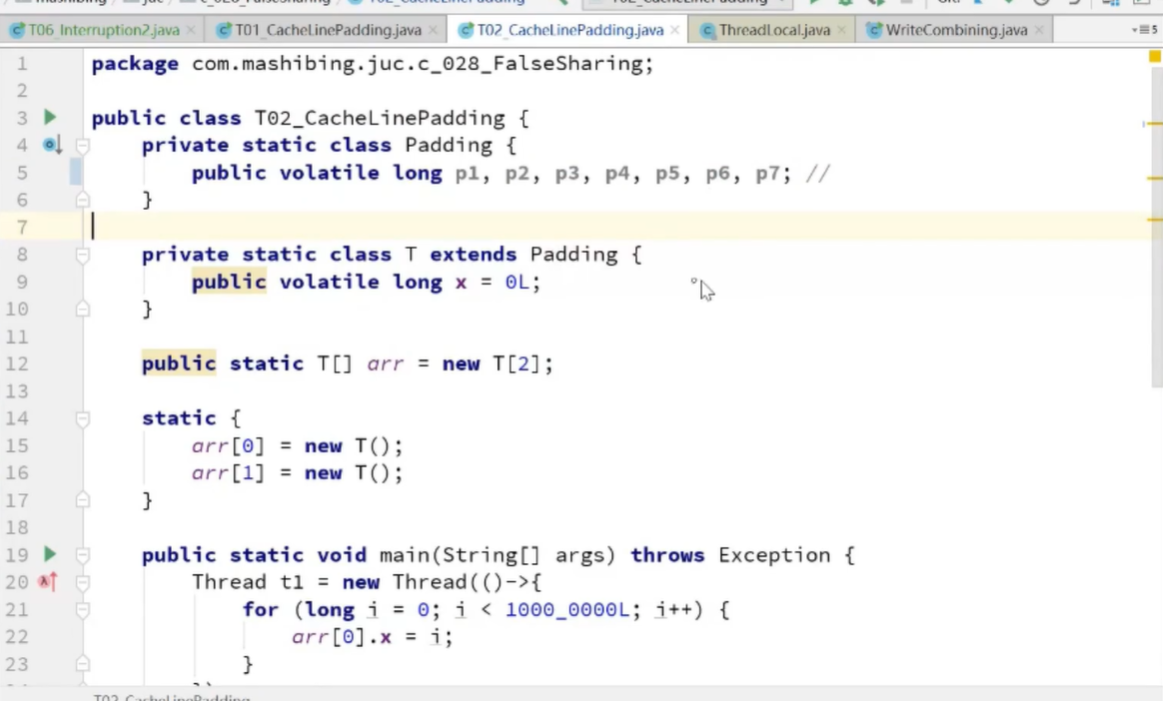 T06_Interruption2.java T01_CacheLinePadding.java T02_CacheLinePadding.java ThreadLocal.java WriteCombining.java
1 package com.mashibing.juc.c_028_FalseSharing;
2
3 public class T02_CacheLinePadding {
4 private static class Padding {
5 public volatile long p1, p2, p3, p4, p5, p6, p7; //
6 }
7
8 private static class T extends Padding {
9 public volatile long x = 0L;
10 }
11
12 public static T[] arr = new T[2];
13
14 static {
15 arr[0] = new T();
16 arr[1] = new T();
17 }
18
19 public static void main(String[] args) throws Exception {
20 Thread t1 = new Thread(()->{
21 for (long i = 0; i < 1000_0000L; i++) {
22 arr[0].x = i;
23 }
T02_CacheLinePadding